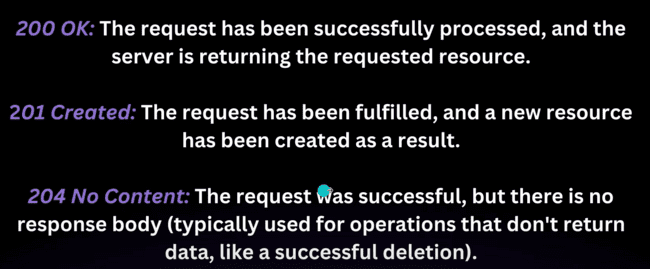 200 OK: The request has been successfully processed, and the
server is returning the requested resource.
201 Created: The request has been fulfilled, and a new resource
has been created as a result.
204 No Content: The request was successful, but there is no
response body (typically used for operations that don't return
data, like a successful deletion).